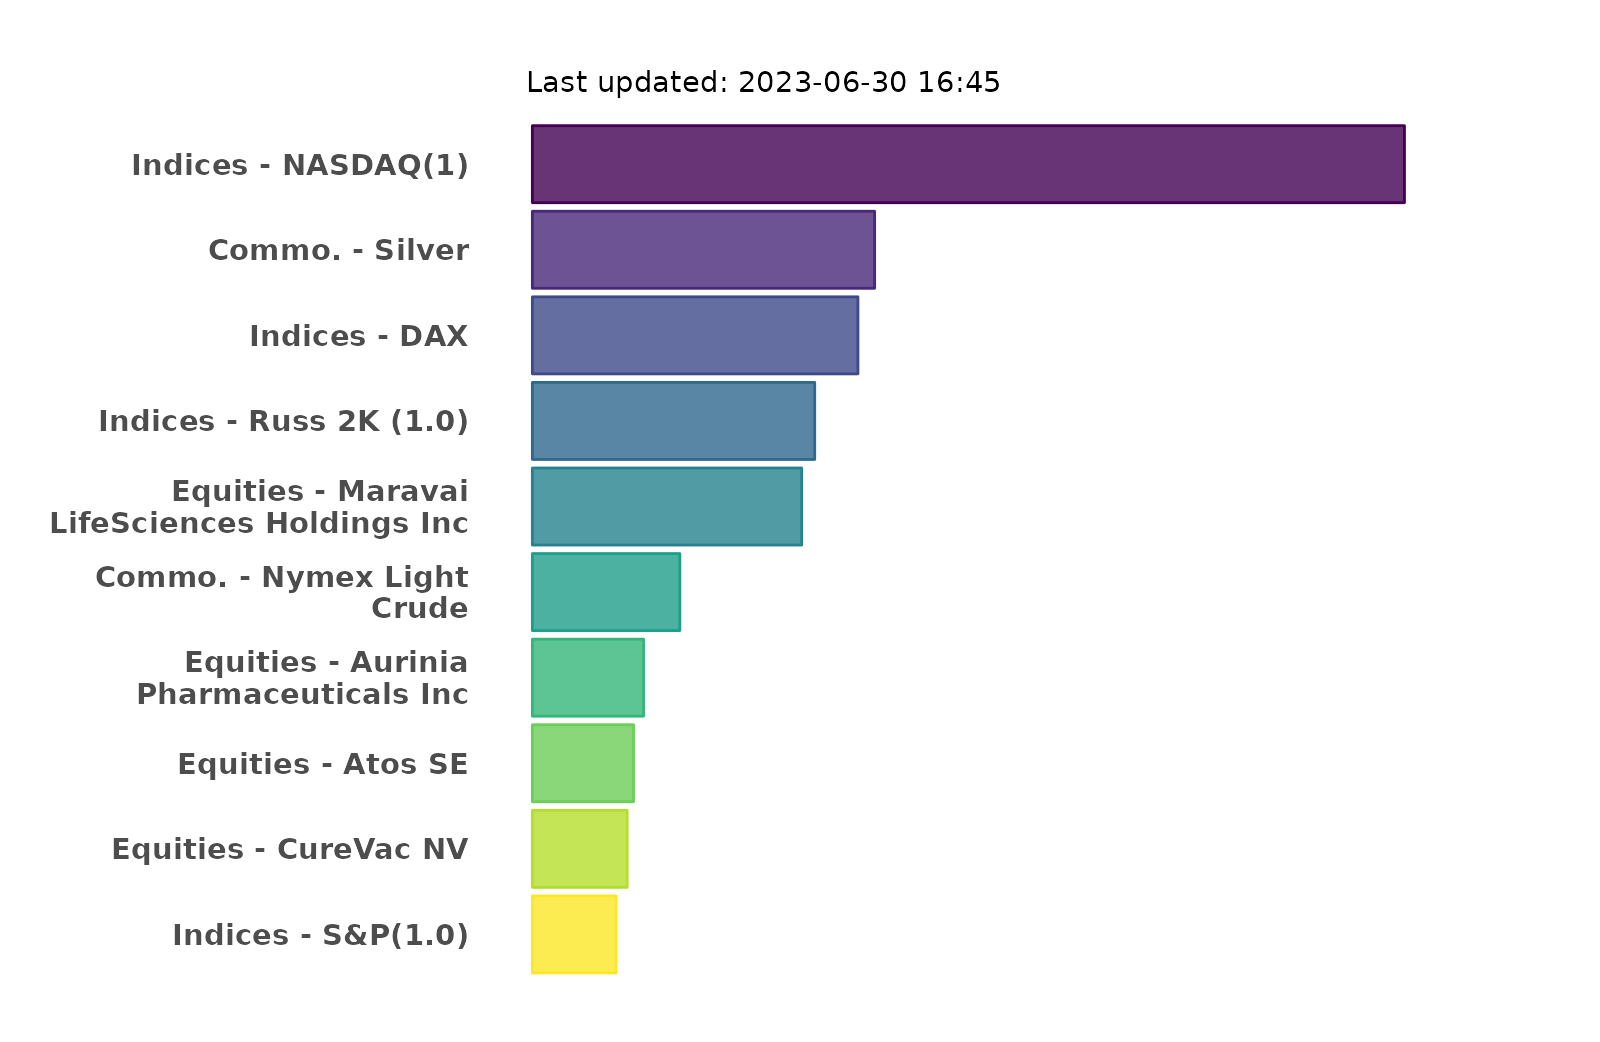 Last updated: 2023-06-30 16:45
Indices - NASDAQ(1)
Commo. - Silver
Indices - DAX
Indices - Russ 2K (1.0)
Equities - Maravai
LifeSciences Holdings Inc
Commo. - Nymex Light
Crude
Equities - Aurinia
Pharmaceuticals Inc
Equities - Atos SE
Equities - CureVac NV
Indices - S&P(1.0)